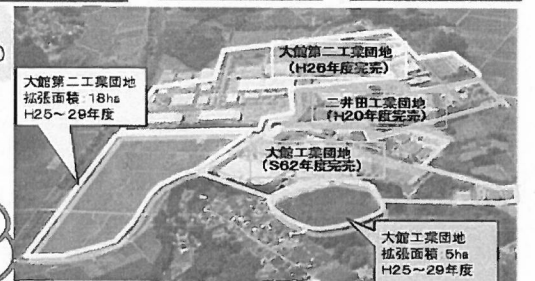 大館第二工業団地
(H26年度完売)
大館第二工業団地
拡張面積:18ha
H25～29年度
二井田工業団地
(H20年度完売)
大館工業団地
(S62年度完売)
大館工業団地
拡張面積:5ha
H25～29年度